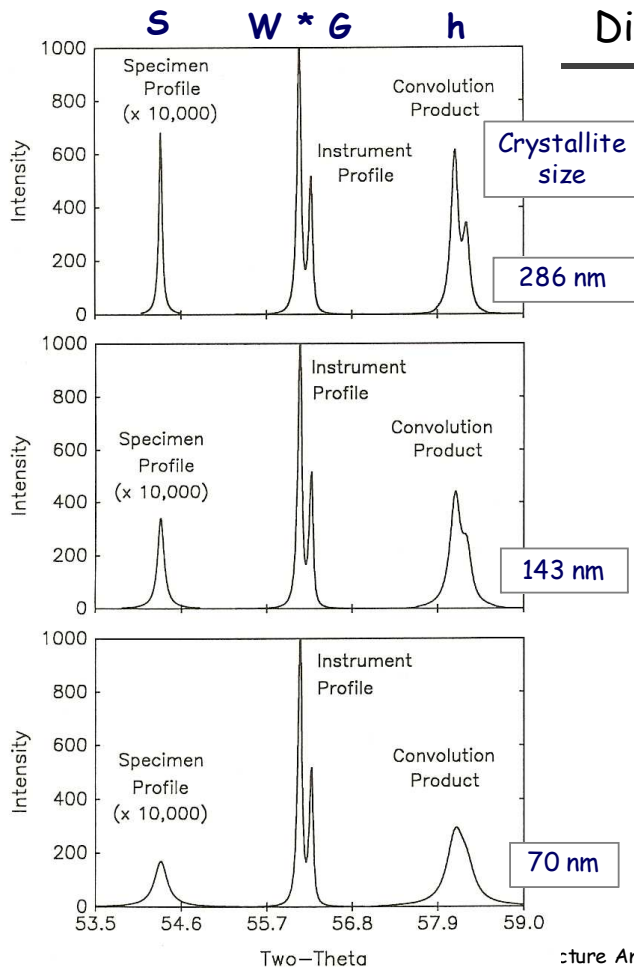 S W * G h Di
1000
800
600
400
200
0
Intensity
Specimen
Profile
(x 10,000)
Instrument
Profile
Convolution
Product
Crystallite
size
286 nm
1000
800
600
400
200
0
Intensity
Specimen
Profile
(x 10,000)
Instrument
Profile
Convolution
Product
143 nm
1000
800
600
400
200
0
Intensity
Specimen
Profile
(x 10,000)
Instrument
Profile
Convolution
Product
70 nm
53.5 54.6 55.7 56.8 57.9 59.0
Two-Theta
cture Ar